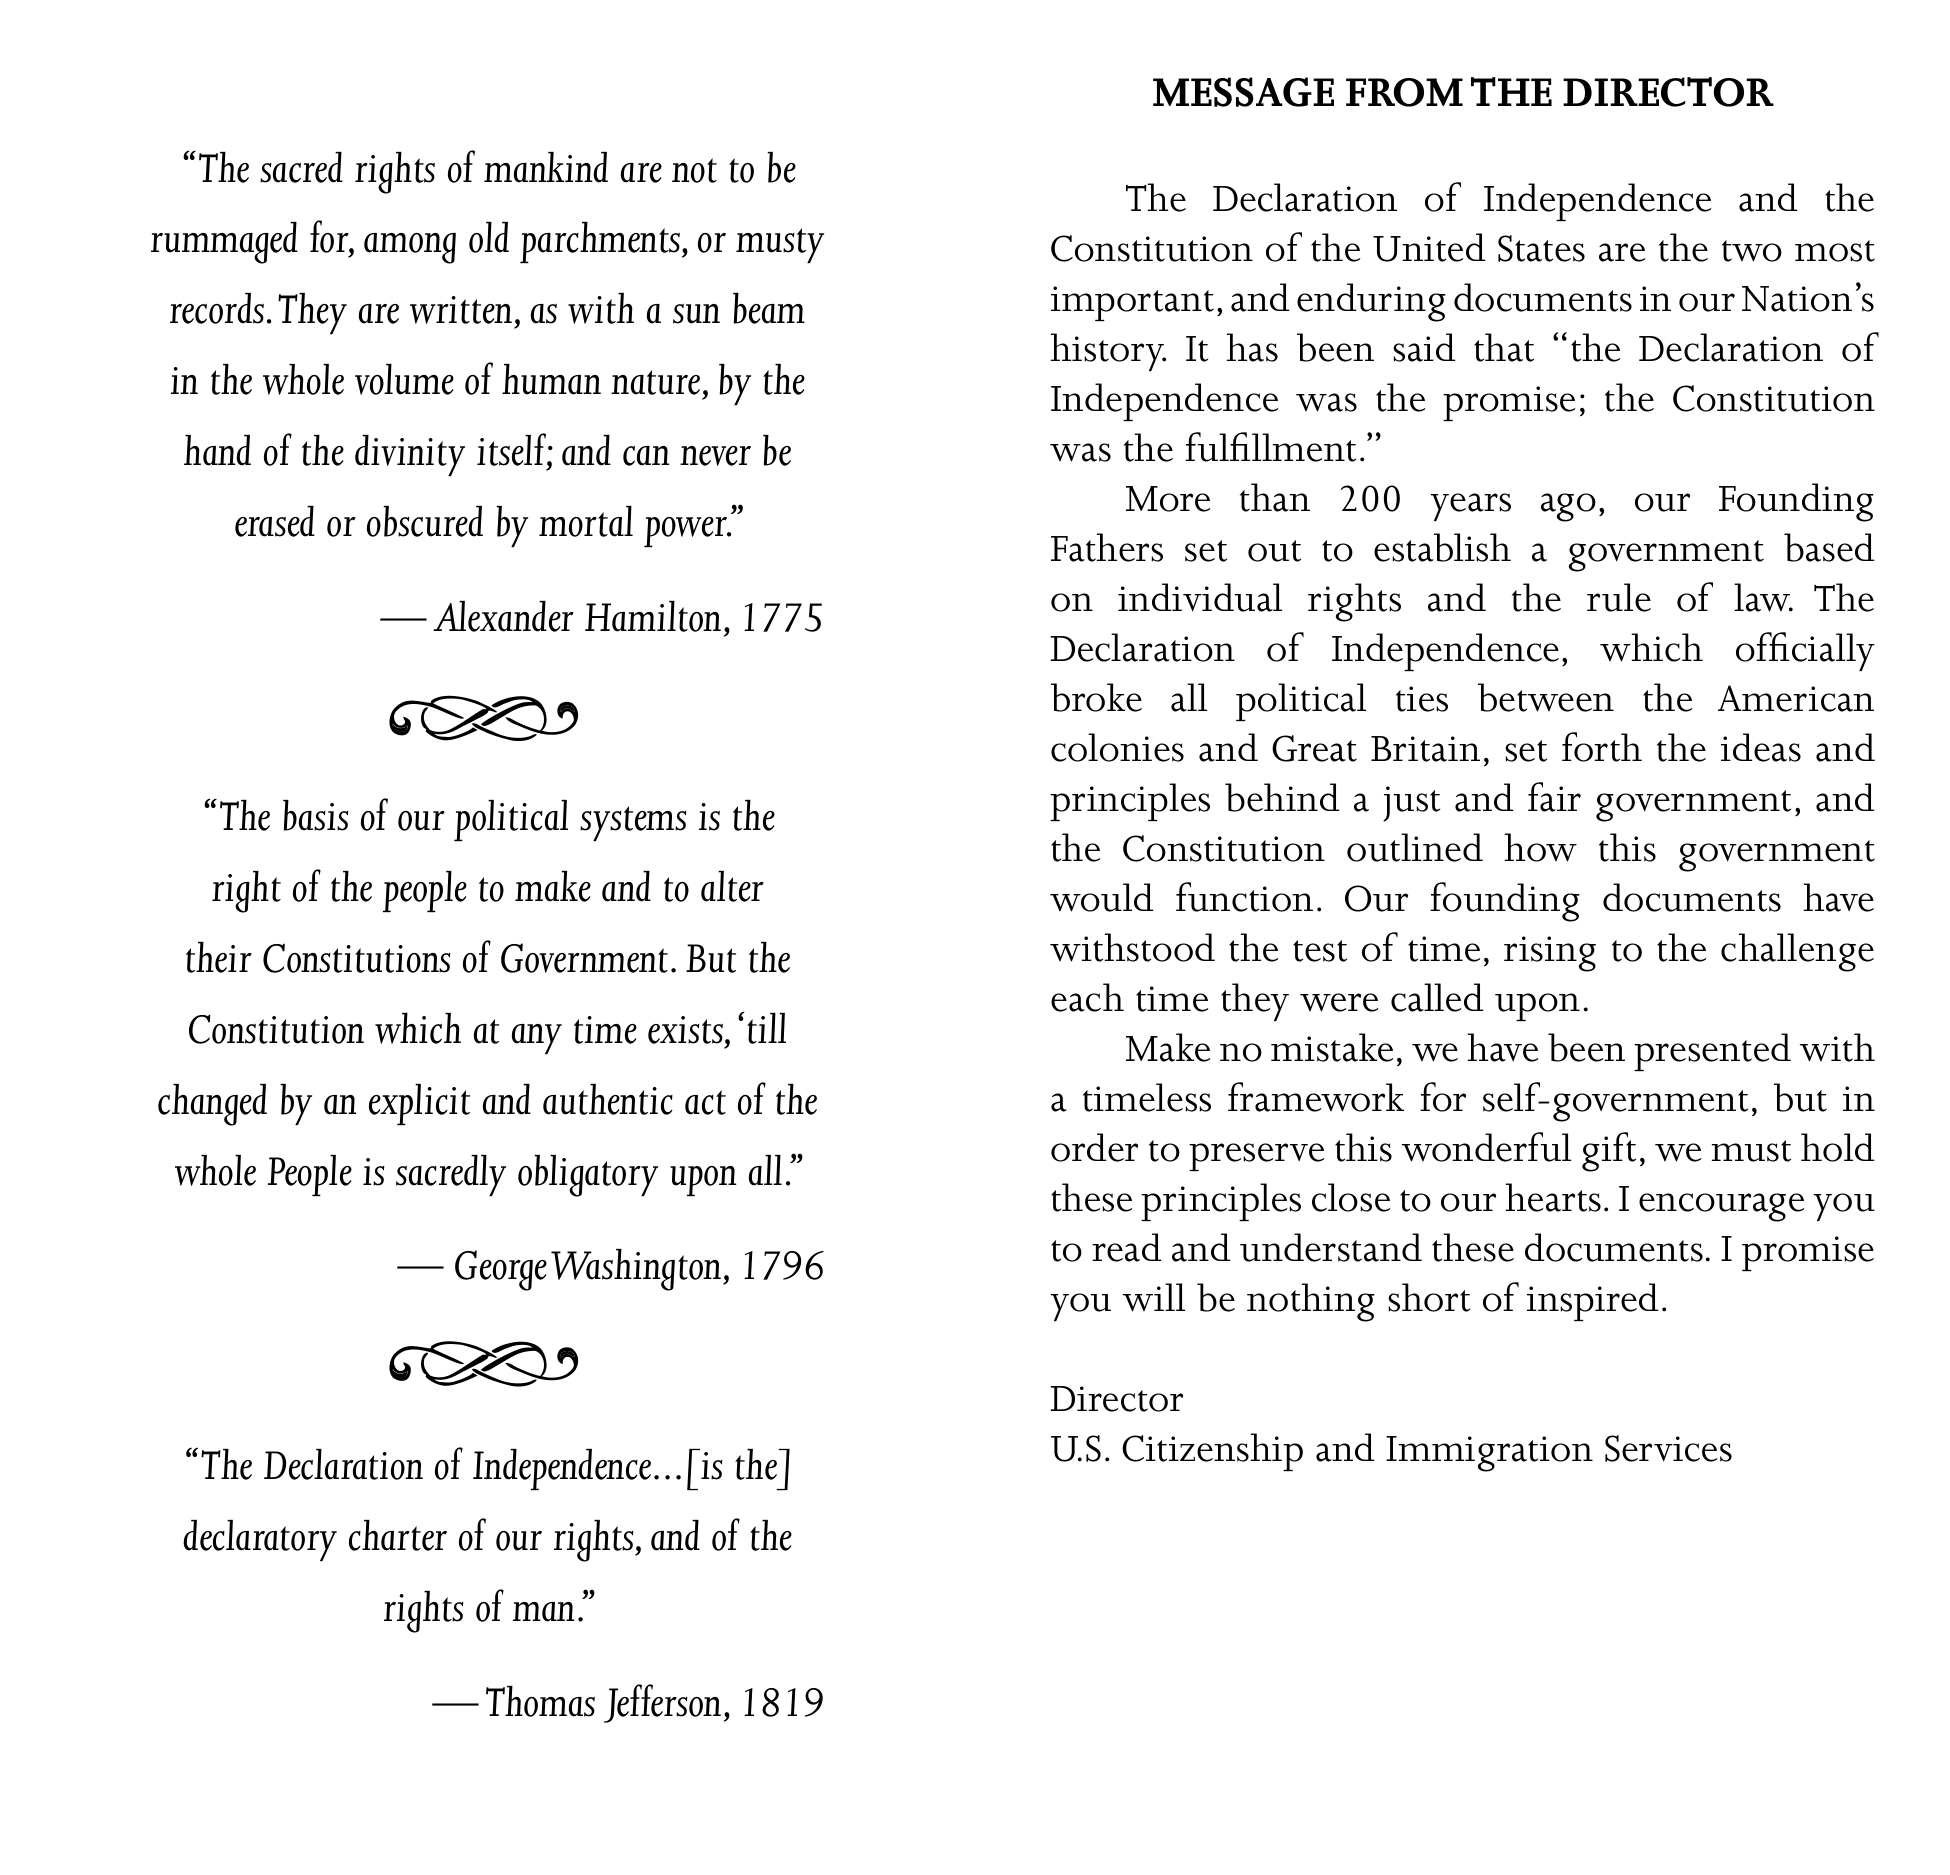 “The sacred rights of mankind are not to be
rummaged for, among old parchments, or musty
records. They are written, as with a sun beam
in the whole volume of human nature, by the
hand of the divinity itself; and can never be
erased or obscured by mortal power.”
— Alexander Hamilton, 1775
“The basis of our political systems is the
right of the people to make and to alter
their Constitutions of Government. But the
Constitution which at any time exists, ‘till
changed by an explicit and authentic act of the
whole People is sacredly obligatory upon all.”
— George Washington, 1796
“The Declaration of Independence…[is the]
declaratory charter of our rights, and of the
rights of man.”
— Thomas Jefferson, 1819
MESSAGE FROM THE DIRECTOR
The Declaration of Independence and the
Constitution of the United States are the two most
important, and enduring documents in our Nation’s
history. It has been said that “the Declaration of
Independence was the promise; the Constitution
was the fulfillment.”
More than 200 years ago, our Founding
Fathers set out to establish a government based
on individual rights and the rule of law. The
Declaration of Independence, which officially
broke all political ties between the American
colonies and Great Britain, set forth the ideas and
principles behind a just and fair government, and
the Constitution outlined how this government
would function. Our founding documents have
withstood the test of time, rising to the challenge
each time they were called upon.
Make no mistake, we have been presented with
a timeless framework for self-government, but in
order to preserve this wonderful gift, we must hold
these principles close to our hearts. I encourage you
to read and understand these documents. I promise
you will be nothing short of inspired.
Director
U.S. Citizenship and Immigration Services